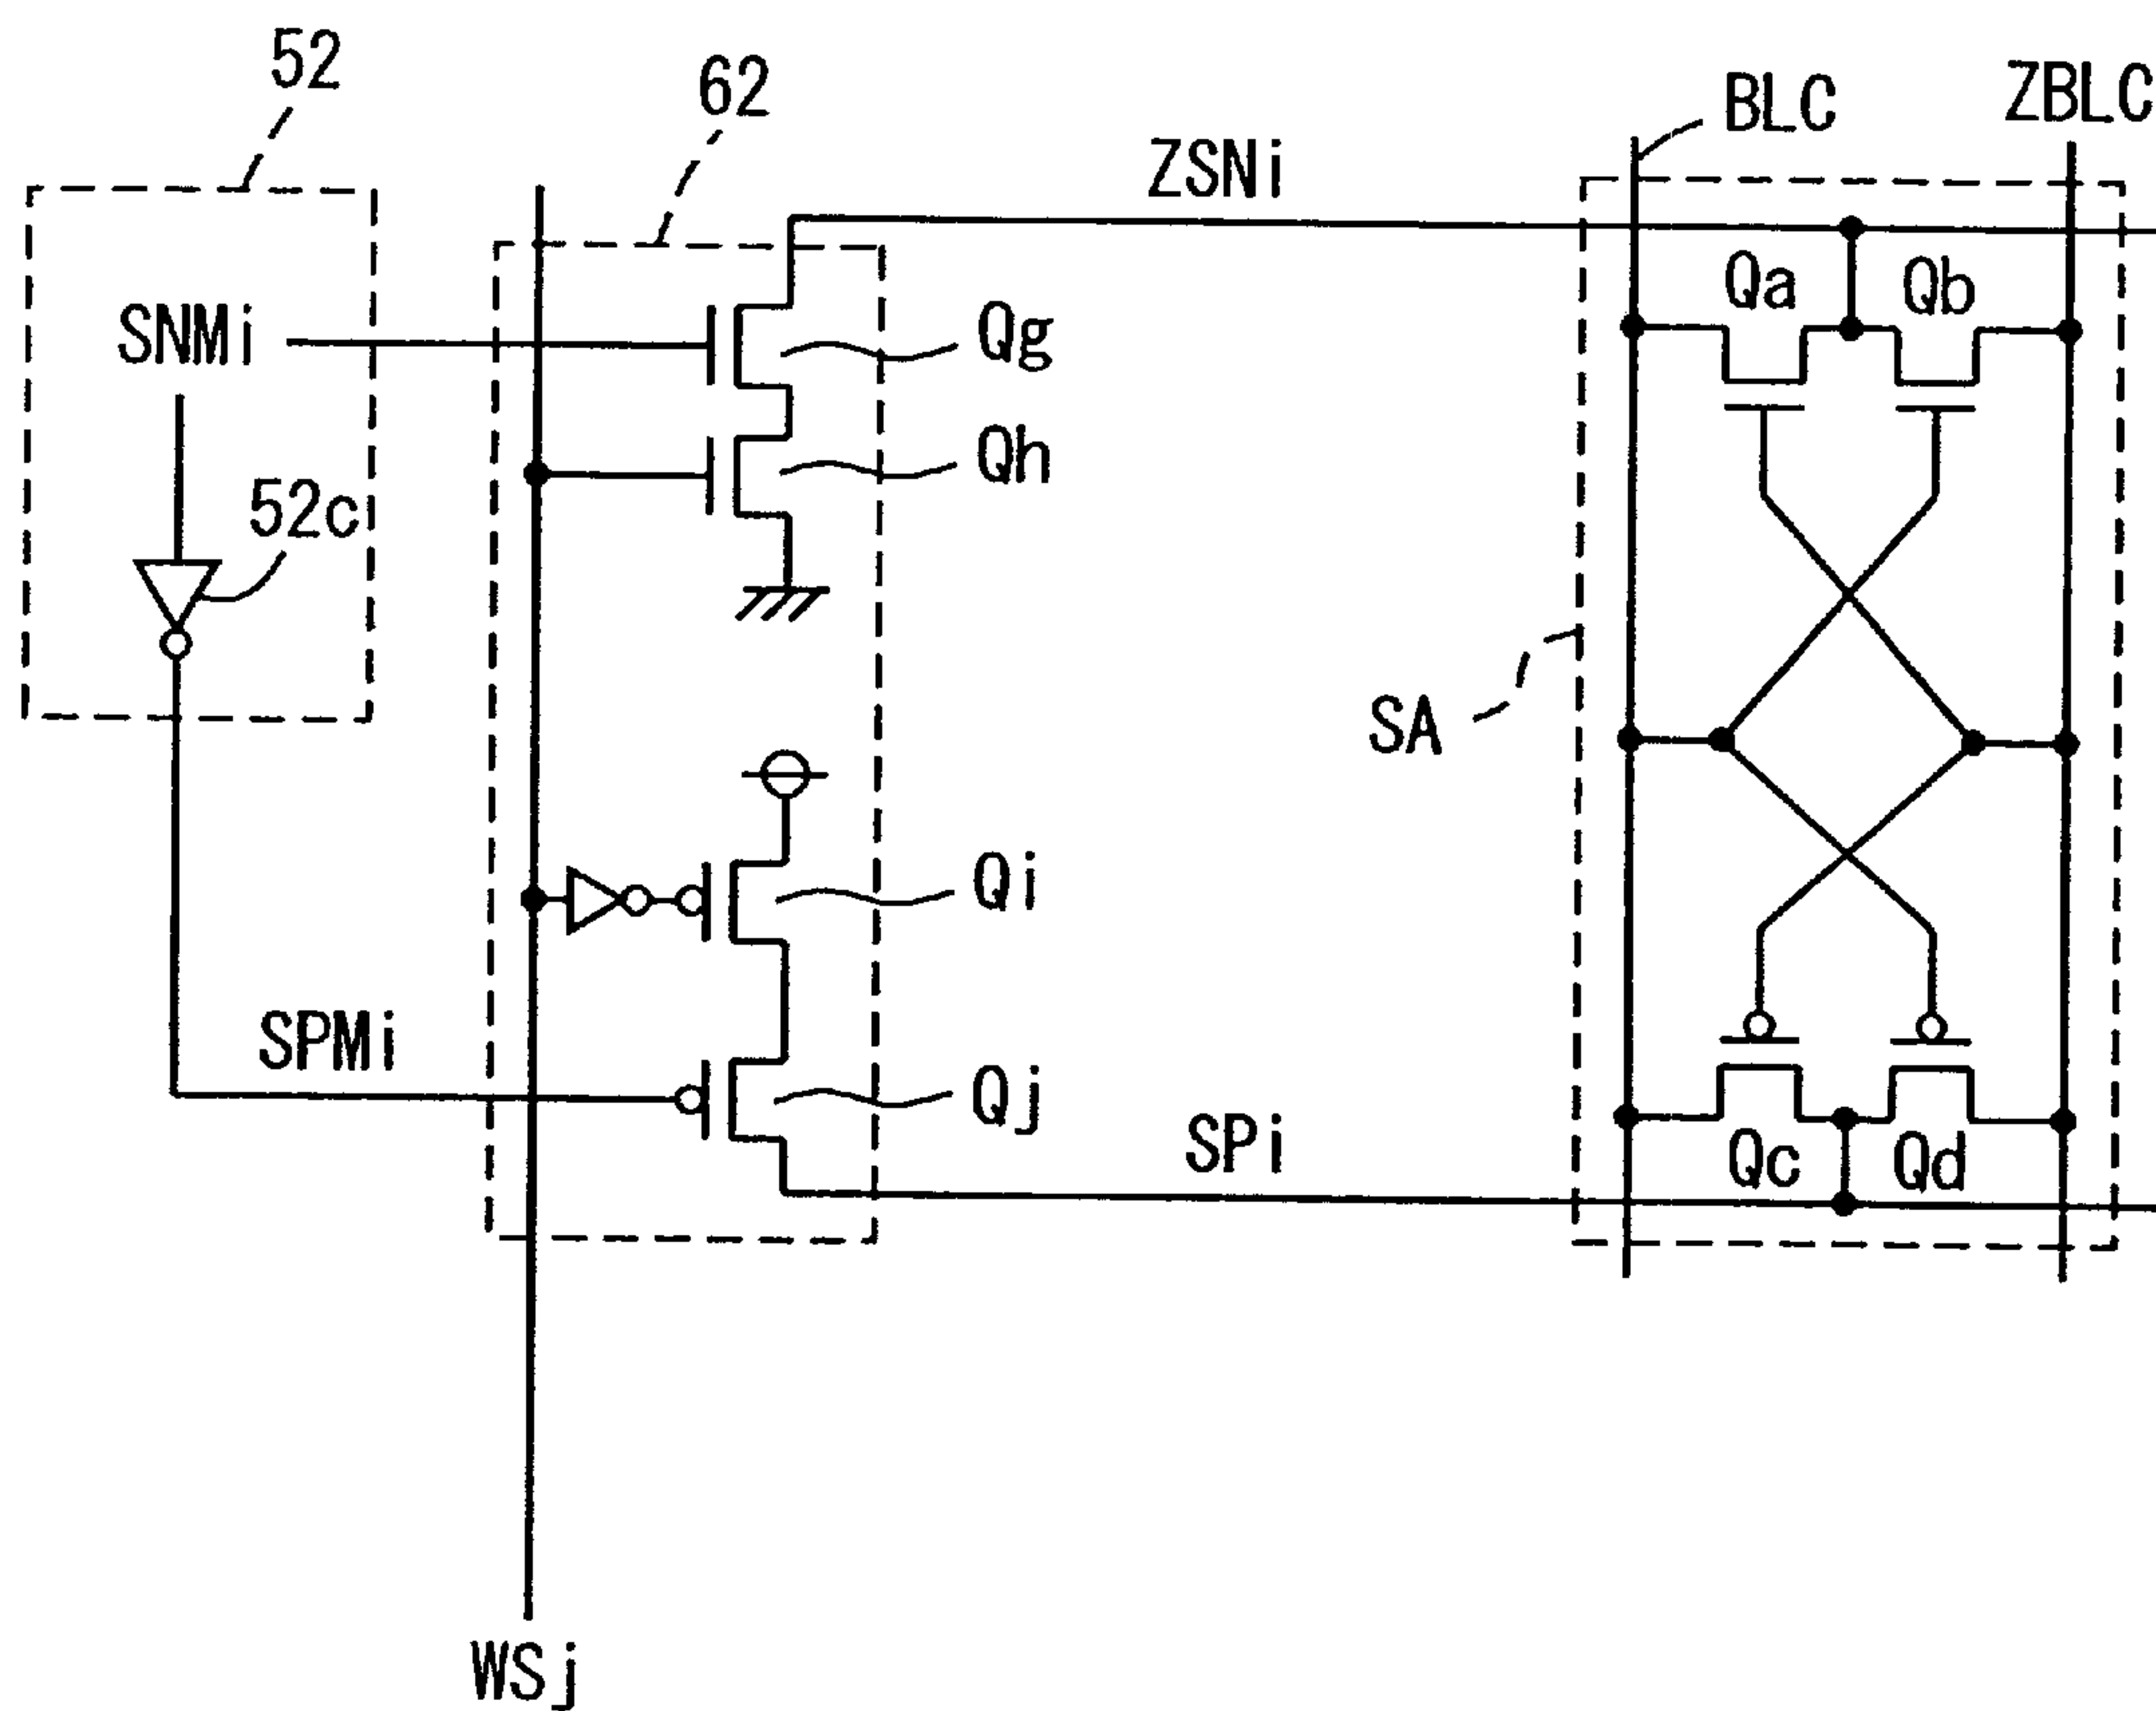 52
62
BLC
ZBLC
ZSNi
Qa
Qb
SNMi
Qg
Qh
52c
SA
Qi
SPMi
Qj
SPi
Qc
Qd
WSj